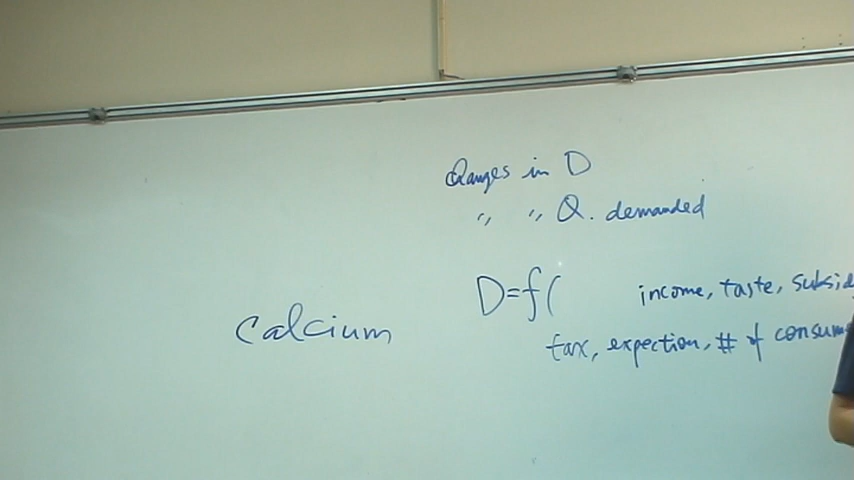 Changes in D
" " Q. demanded
D=f( income, taste, subsid
tax, expection, # of consum
calcium